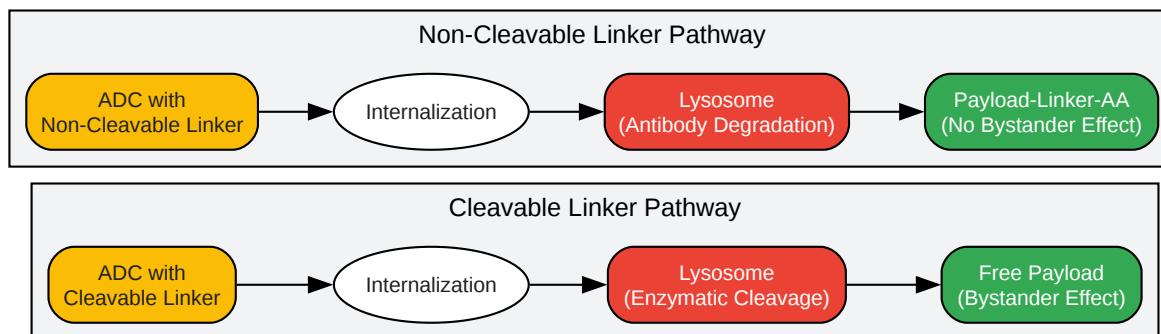 Non-Cleavable Linker Pathway
ADC with
Non-Cleavable Linker
Internalization
Lysosome
(Antibody Degradation)
Payload-Linker-AA
(No Bystander Effect)
Cleavable Linker Pathway
ADC with
Cleavable Linker
Internalization
Lysosome
(Enzymatic Cleavage)
Free Payload
(Bystander Effect)